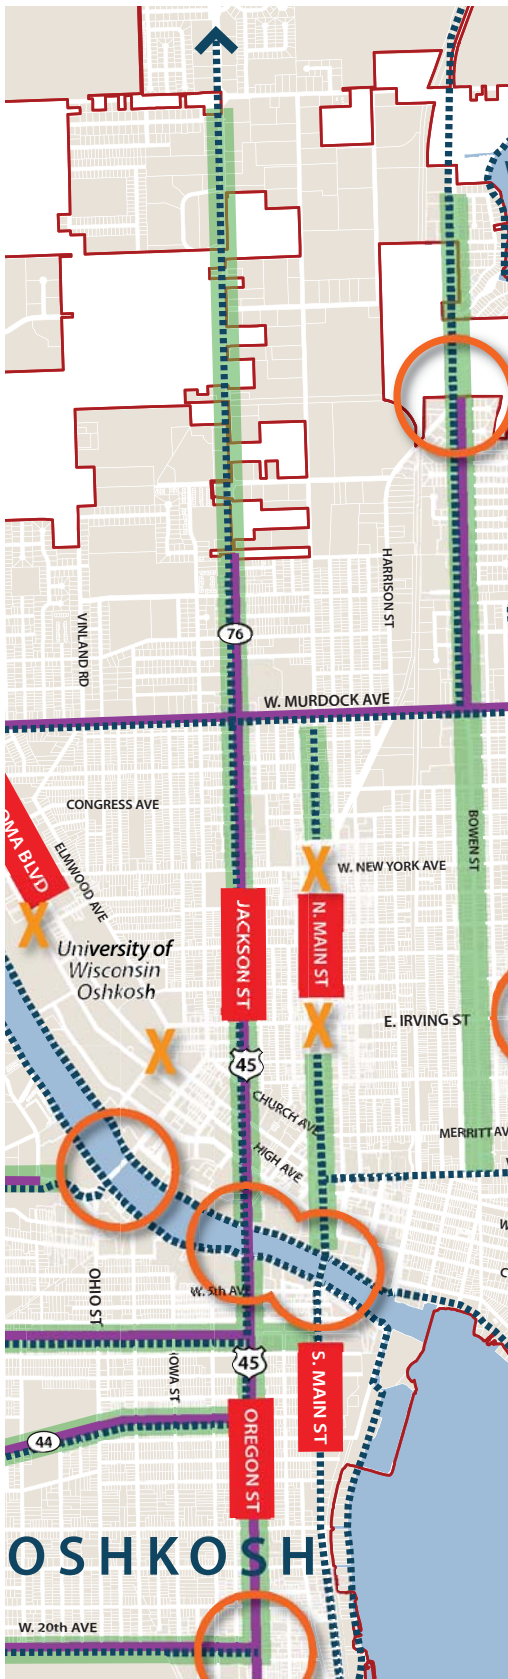 HARRISON ST
VINLAND RD
76
W. MURDOCK AVE
CONGRESS AVE
OMA BLVD
ELMWOOD AVE
BOWEN ST
W. NEW YORK AVE
University of
Wisconsin
Oshkosh
JACKSON ST
N. MAIN ST
E. IRVING ST
45
CHURCH AVE
MERRITT AV
HIGH AVE
W. 5th AVE
OHIO ST
IOWA ST
45
S. MAIN ST
OREGON ST
44
OSHKOSH
W. 20th AVE